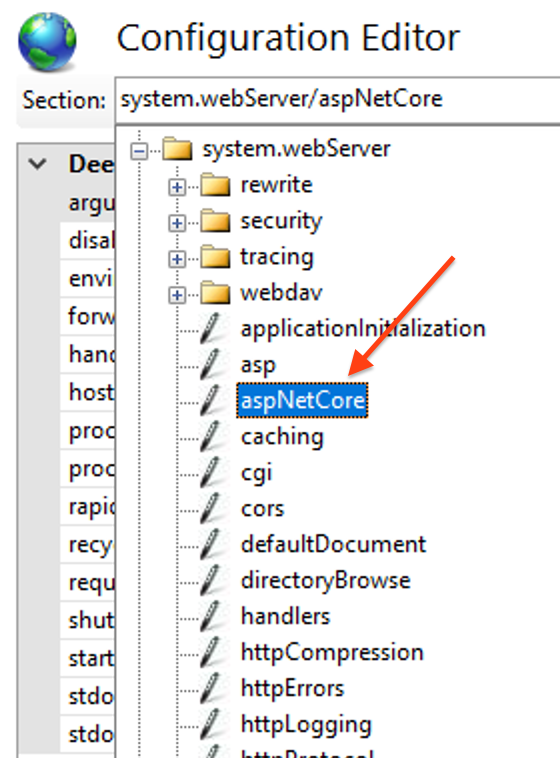 Configuration Editor
Section: system.webServer/aspNetCore
system.webServer
Dee
rewrite
argu
security
disal
tracing
envi
webdav
forw
applicationInitialization
hand
asp
host
aspNetCore
proc
caching
proc
cgi
rapid
cors
recy
defaultDocument
requ
directoryBrowse
shut
handlers
start
httpCompression
stdo
httpErrors
stdo
httpLogging
httpProtocol